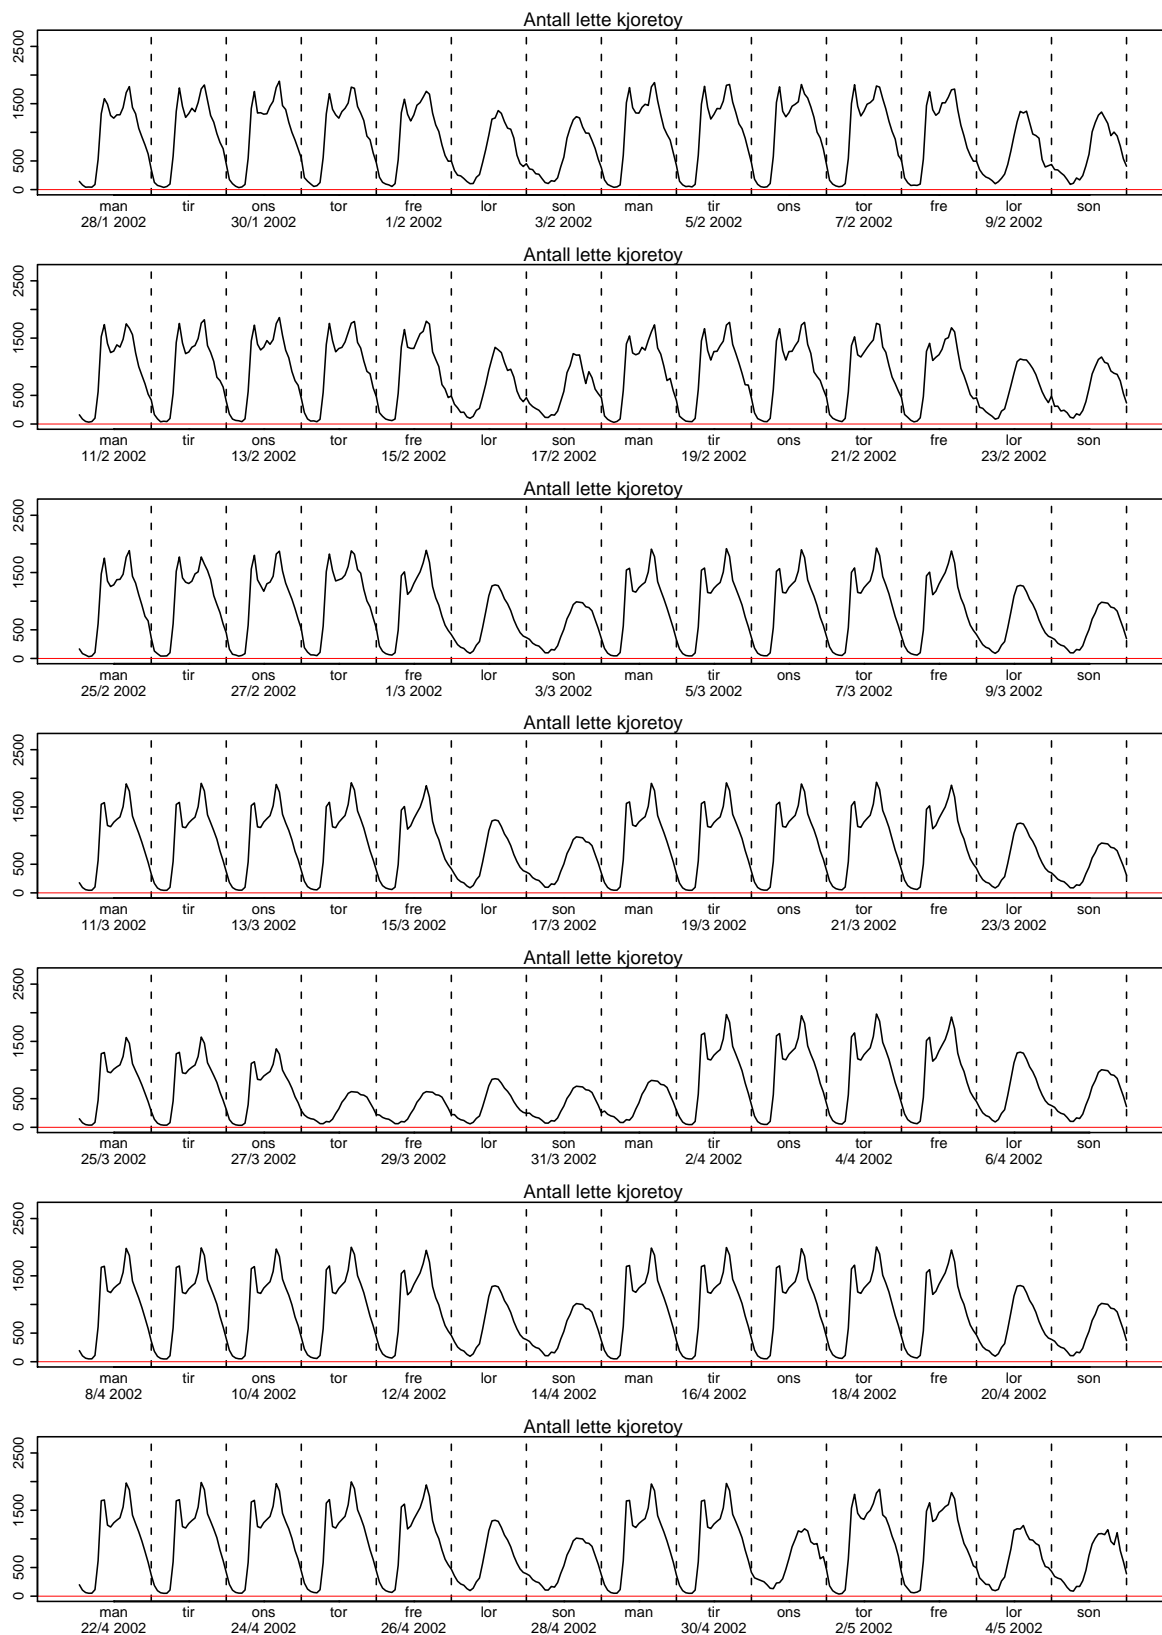 Antall lette kjoretoy
2500
1500
500
0
man tir ons tor fre lor son man tir ons tor fre lor son
28/1 2002 30/1 2002 1/2 2002 3/2 2002 5/2 2002 7/2 2002 9/2 2002
Antall lette kjoretoy
2500
1500
500
0
man tir ons tor fre lor son man tir ons tor fre lor son
11/2 2002 13/2 2002 15/2 2002 17/2 2002 19/2 2002 21/2 2002 23/2 2002
Antall lette kjoretoy
2500
1500
500
0
man tir ons tor fre lor son man tir ons tor fre lor son
25/2 2002 27/2 2002 1/3 2002 3/3 2002 5/3 2002 7/3 2002 9/3 2002
Antall lette kjoretoy
2500
1500
500
0
man tir ons tor fre lor son man tir ons tor fre lor son
11/3 2002 13/3 2002 15/3 2002 17/3 2002 19/3 2002 21/3 2002 23/3 2002
Antall lette kjoretoy
2500
1500
500
0
man tir ons tor fre lor son man tir ons tor fre lor son
25/3 2002 27/3 2002 29/3 2002 31/3 2002 2/4 2002 4/4 2002 6/4 2002
Antall lette kjoretoy
2500
1500
500
0
man tir ons tor fre lor son man tir ons tor fre lor son
8/4 2002 10/4 2002 12/4 2002 14/4 2002 16/4 2002 18/4 2002 20/4 2002
Antall lette kjoretoy
2500
1500
500
0
man tir ons tor fre lor son man tir ons tor fre lor son
22/4 2002 24/4 2002 26/4 2002 28/4 2002 30/4 2002 2/5 2002 4/5 2002